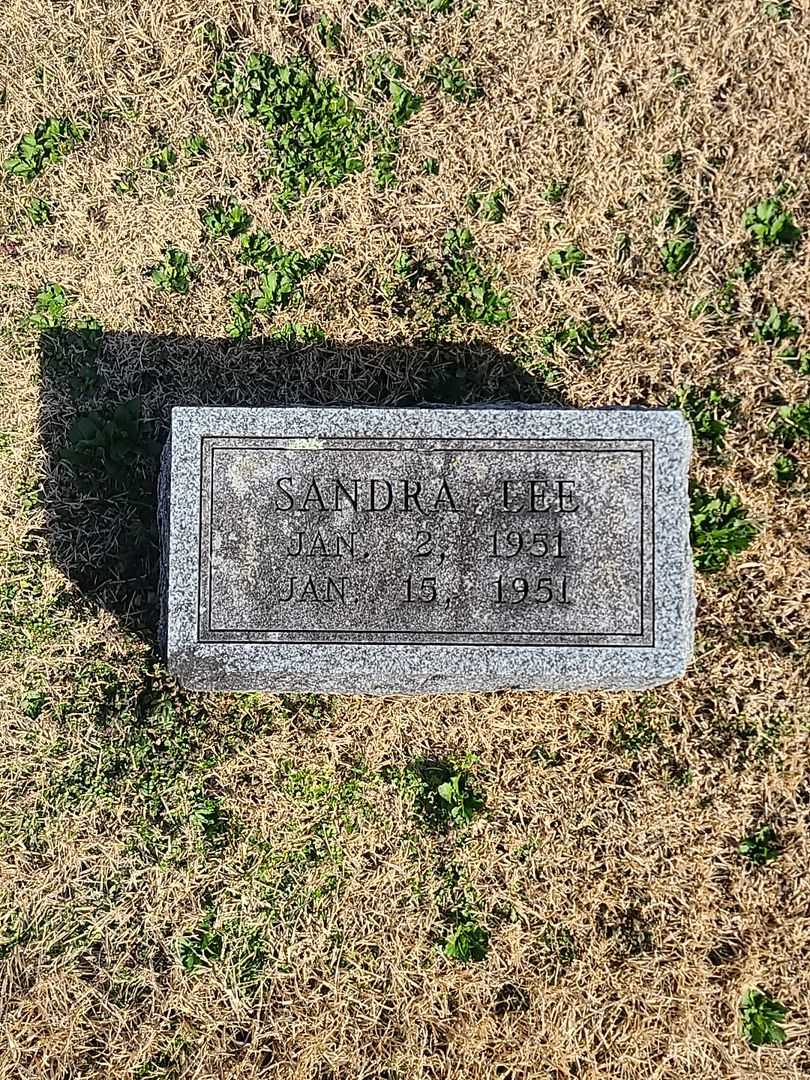 SANDRA LEE
JAN. 2, 1951
JAN. 15, 1951